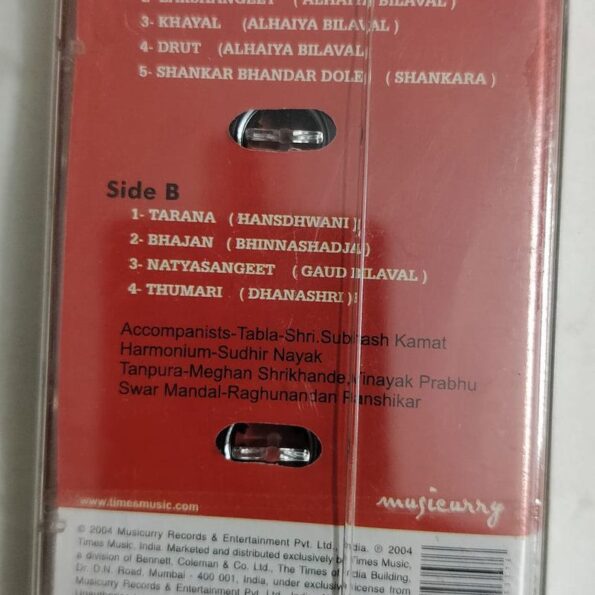 2- LAKSHANGEET (ALHAIYA BILAVAL)
3- KHAYAL (ALHAIYA BILAVAL)
4- DRUT (ALHAIYA BILAVAL
5- SHANKAR BHANDAR DOLE (SHANKARA)
Side B
1- TARANA (HANSDHWANI)
2- BHAJAN (BHINNASHADJA)
3- NATYASANGEET (GAUD BILAVAL)
4- THUMARI (DHANASHRI)
Accompanists-Tabla-Shri.Subhash Kamat
Harmonium-Sudhir Nayak
Tanpura-Meghan Shrikhande,Vinayak Prabhu
Swar Mandal-Raghunandan Panshikar
www.timesmusic.com musicurry
© 2004 Musicurry Records & Entertainment Pvt. Ltd., India. ℗ 2004
Times Music, India. Marketed and distributed exclusively by Times Music,
a division of Bennett, Coleman & Co. Ltd., The Times of India Building,
Dr. D.N. Road, Mumbai - 400 001, India, under exclusive license from
Musicurry Records & Entertainment Pvt. Ltd.